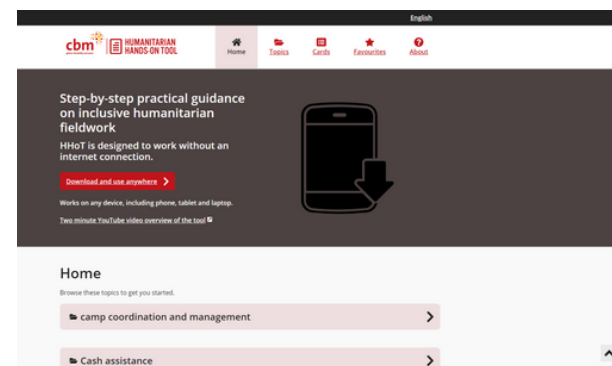 English
cbm
HUMANITARIAN
HANDS ON TOOL
Home
Topics
Cards
Favourites
About
Step-by-step practical guidance
on inclusive humanitarian
fieldwork
HHoT is designed to work without an
internet connection.
Download and use anywhere
Works on any device, including phone, tablet and laptop.
Two minute YouTube video overview of the tool
Home
Browse these topics to get you started.
camp coordination and management
Cash assistance